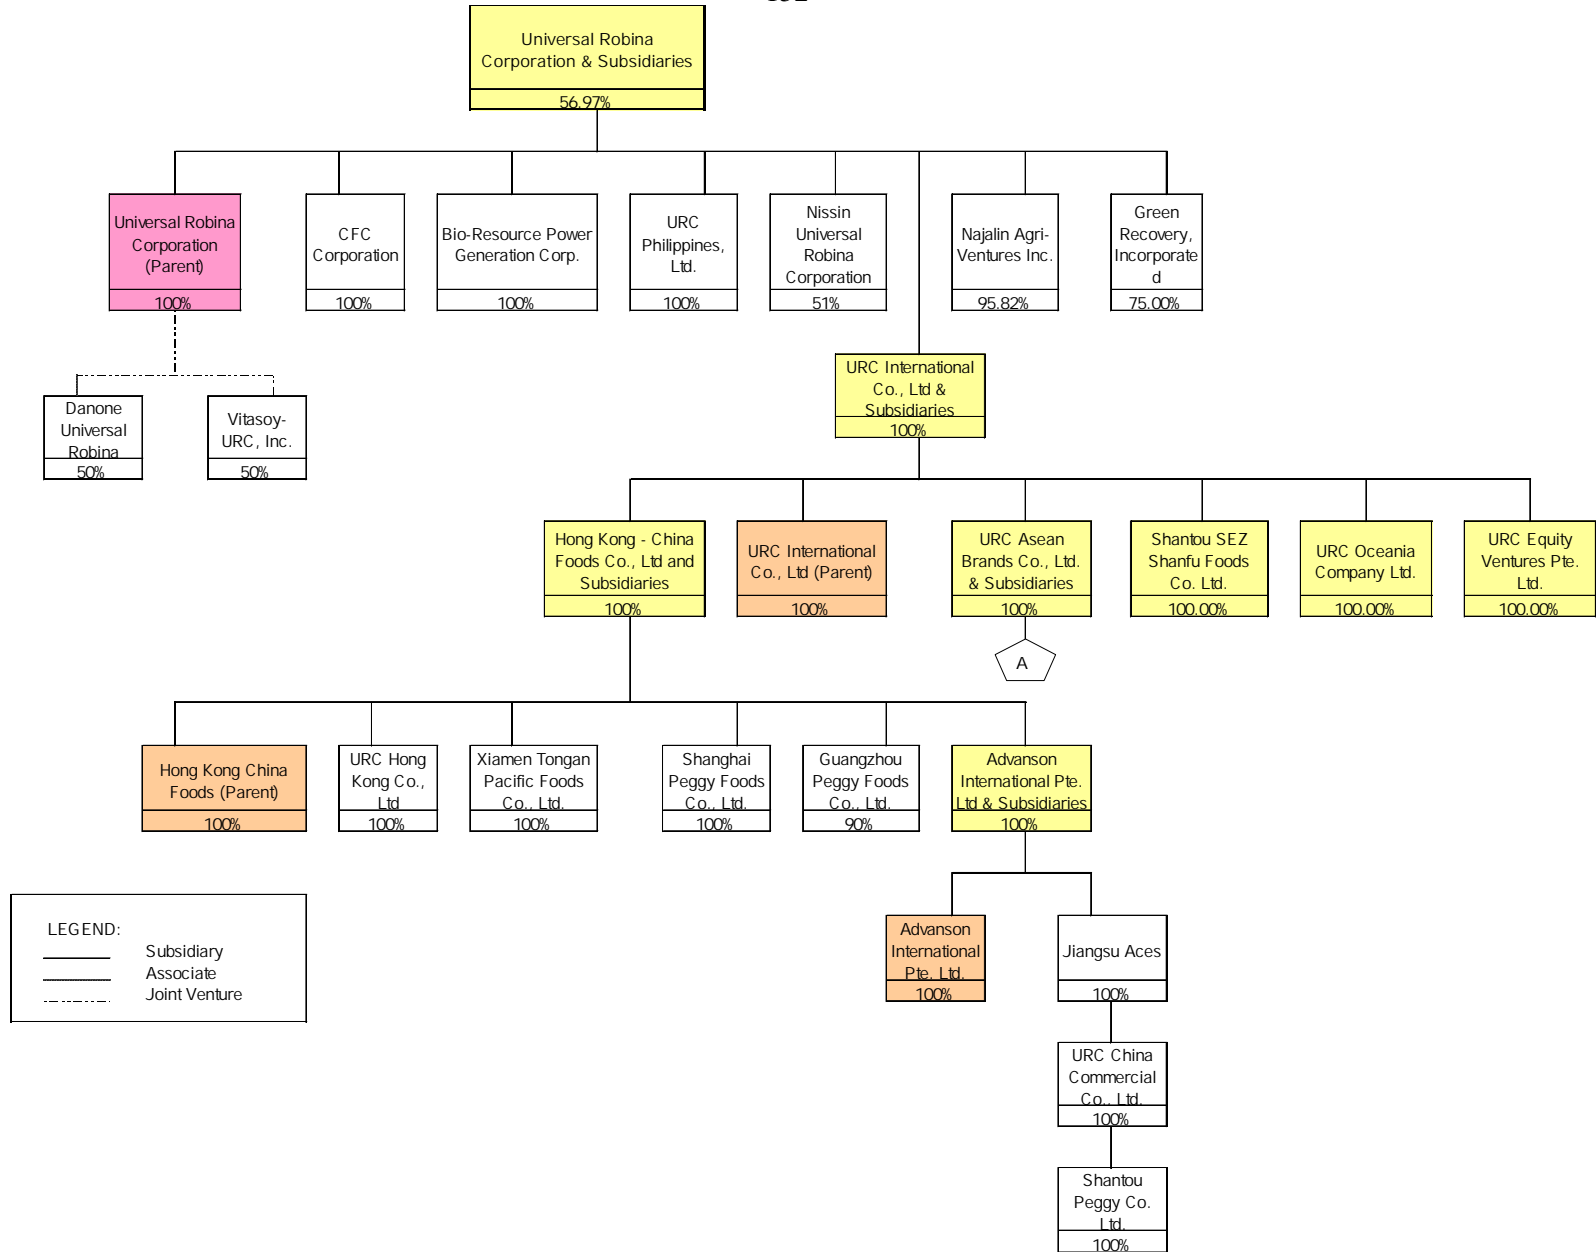 Universal Robina
Corporation & Subsidiaries
56.97%
Universal Robina
Corporation
(Parent)
100%
CFC
Corporation
100%
Bio-Resource Power
Generation Corp.
100%
URC
Philippines,
Ltd.
100%
Nissin
Universal
Robina
Corporation
51%
Najalin Agri-
Ventures Inc.
95.82%
Green
Recovery,
Incorporate
d
75.00%
Danone
Universal
Robina
50%
Vitasoy-
URC, Inc.
50%
URC International
Co., Ltd &
Subsidiaries
100%
Hong Kong - China
Foods Co., Ltd and
Subsidiaries
100%
URC International
Co., Ltd (Parent)
100%
URC Asean
Brands Co., Ltd.
& Subsidiaries
100%
Shantou SEZ
Shanfu Foods
Co. Ltd.
100.00%
URC Oceania
Company Ltd.
100.00%
URC Equity
Ventures Pte.
Ltd.
100.00%
A
Hong Kong China
Foods (Parent)
100%
URC Hong
Kong Co.,
Ltd
100%
Xiamen Tongan
Pacific Foods
Co., Ltd.
100%
Shanghai
Peggy Foods
Co., Ltd.
100%
Guangzhou
Peggy Foods
Co., Ltd.
90%
Advanson
International Pte.
Ltd & Subsidiaries
100%
Advanson
International
Pte. Ltd.
100%
Jiangsu Aces
100%
URC China
Commercial
Co., Ltd.
100%
Shantou
Peggy Co.
Ltd.
100%
LEGEND:
Subsidiary
Associate
Joint Venture